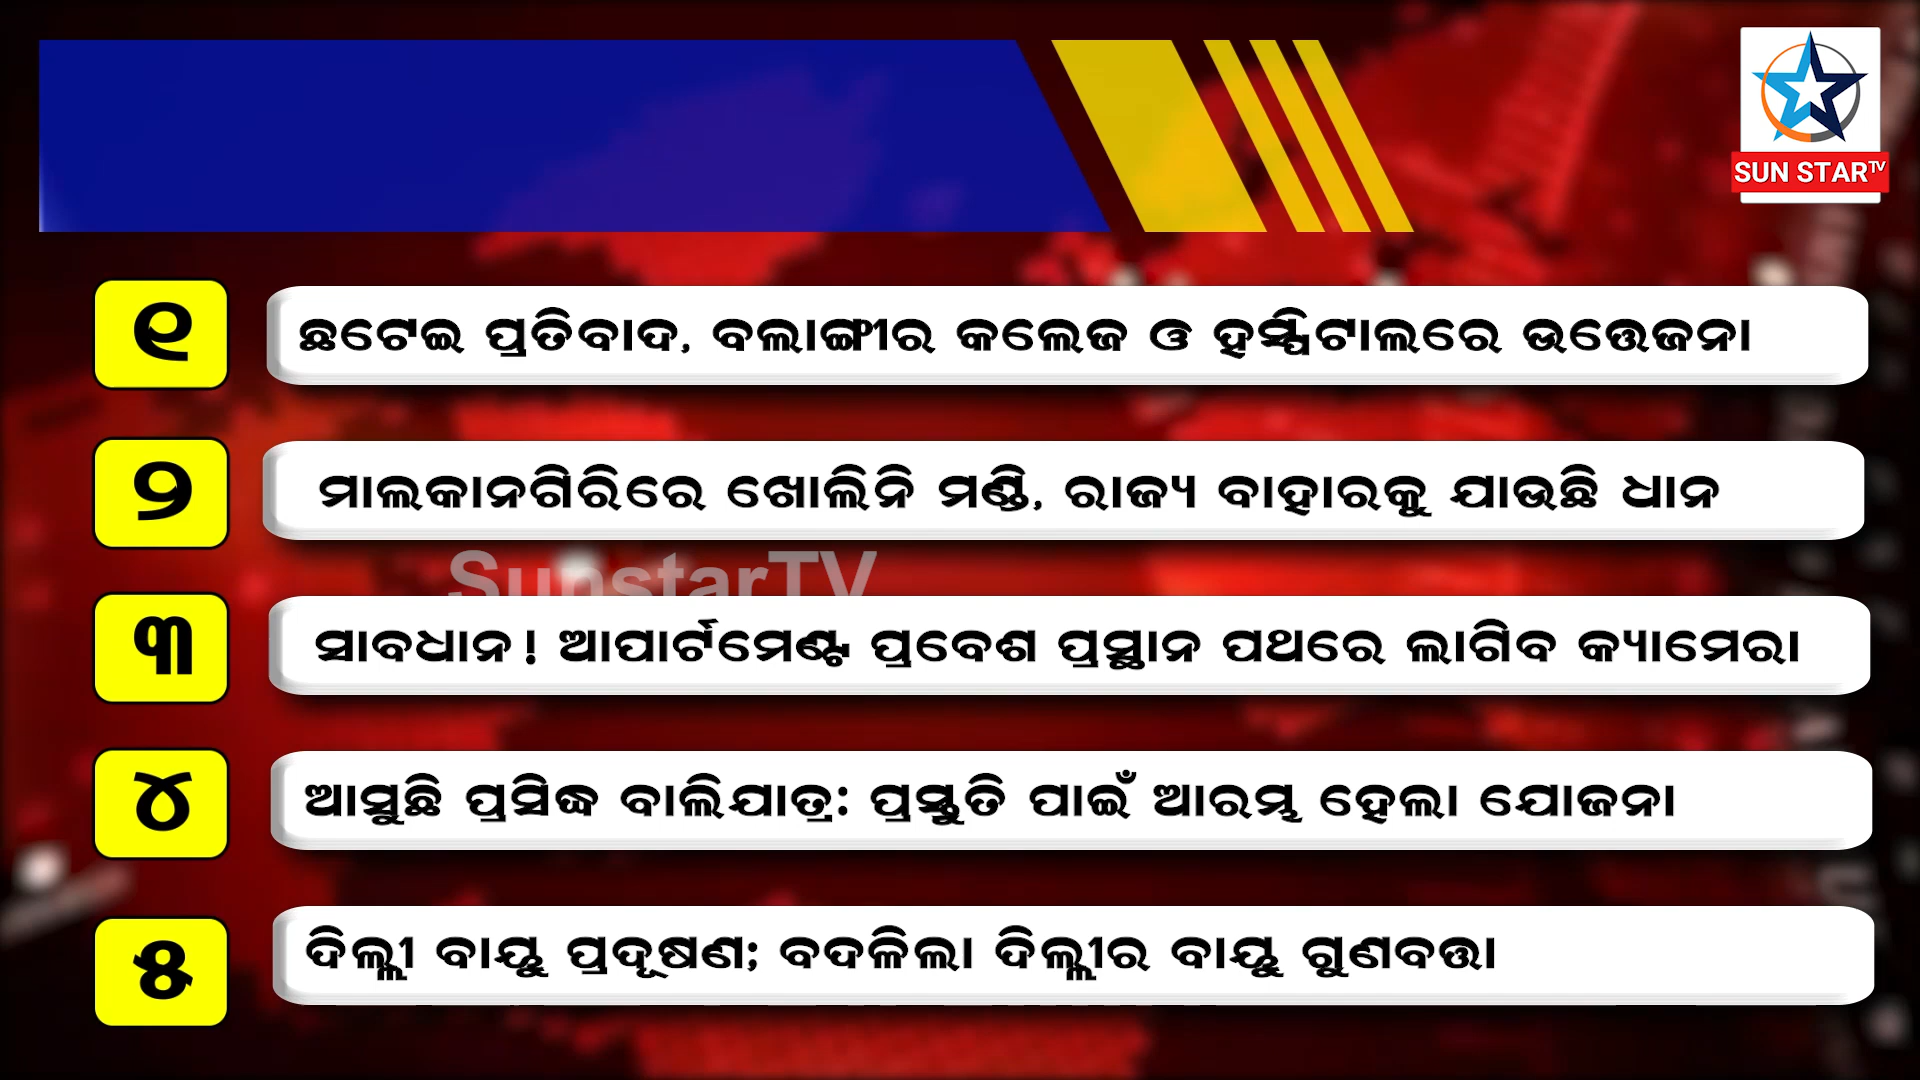 SUN STAR TV
୧
ଛଟେଇ ପ୍ରତିବାଦ, ବଲାଙ୍ଗୀର କଲେଜ ଓ ହସ୍ପିଟାଲରେ ଉତ୍ତେଜନା
୨
ମାଲକାନଗିରିରେ ଖୋଲିନି ମଣ୍ଡି, ରାଜ୍ୟ ବାହାରକୁ ଯାଉଛି ଧାନ
SunstarTV
୩
ସାବଧାନ! ଆପାର୍ଟମେଣ୍ଟ ପ୍ରବେଶ ପ୍ରସ୍ଥାନ ପଥରେ ଲାଗିବ କ୍ୟାମେରା
୪
ଆସୁଛି ପ୍ରସିଦ୍ଧ ବାଲିଯାତ୍ରା: ପ୍ରସ୍ତୁତି ପାଇଁ ଆରମ୍ଭ ହେଲା ଯୋଜନା
୫
ଦିଲ୍ଲୀ ବାୟୁ ପ୍ରଦୂଷଣ; ବଦଳିଲା ଦିଲ୍ଲୀର ବାୟୁ ଗୁଣବତ୍ତା